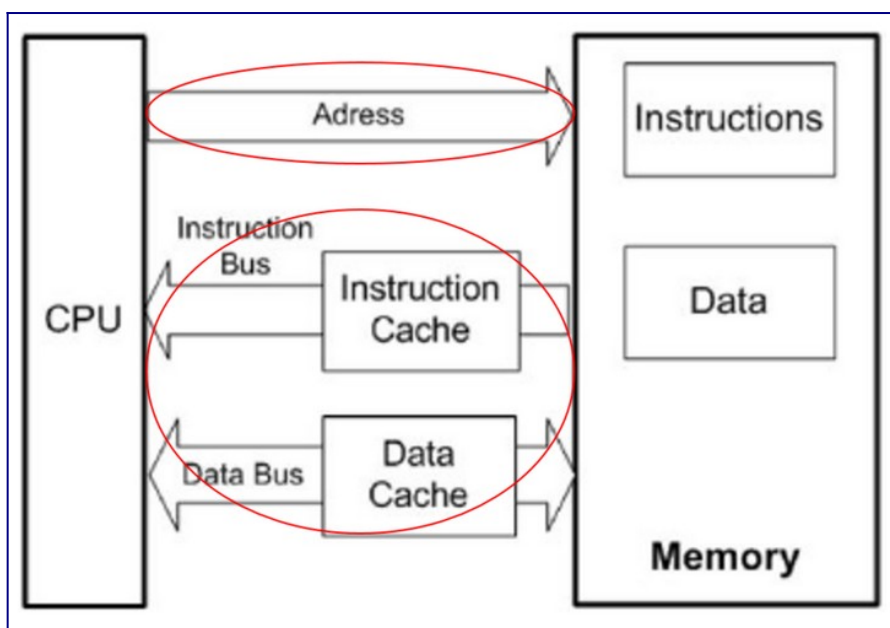 Adress
Instructions
Instruction
Bus
Instruction
Cache
CPU
Data
Data Bus
Data
Cache
Memory